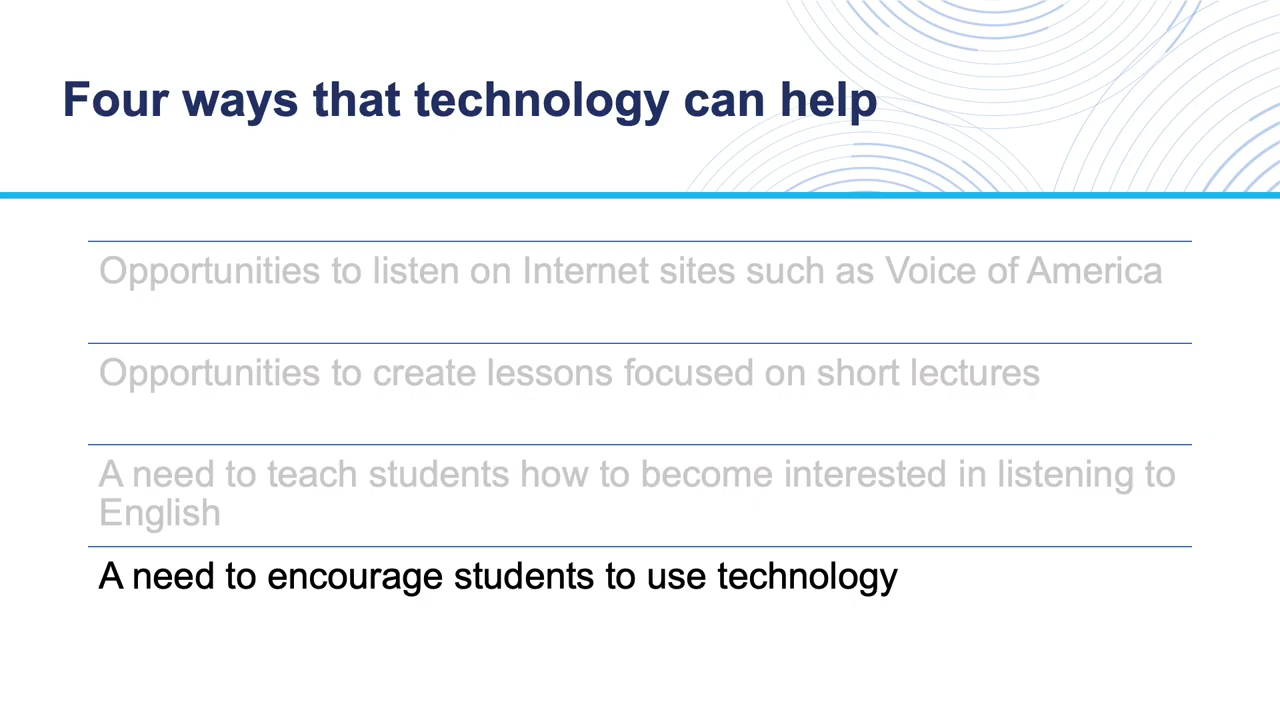 Four ways that technology can help
Opportunities to listen on Internet sites such as Voice of America
Opportunities to create lessons focused on short lectures
A need to teach students how to become interested in listening to
English
A need to encourage students to use technology